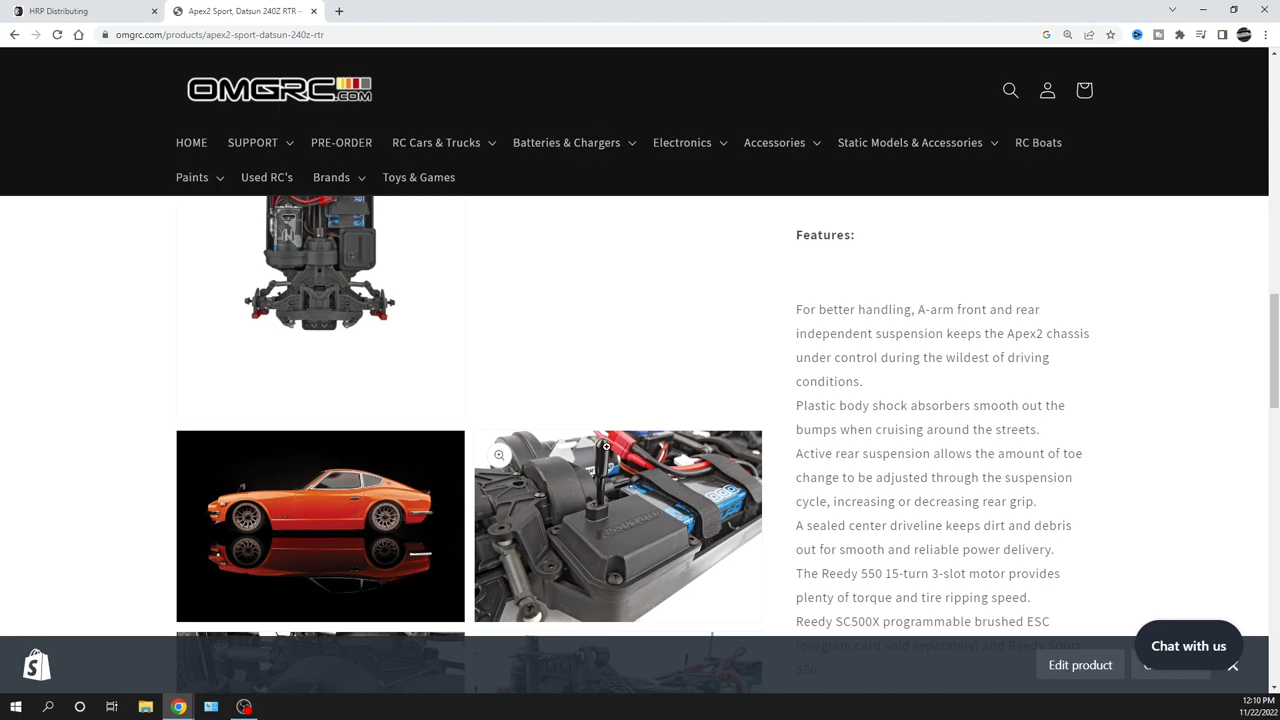 HRP Distributing
Apex2 Sport, Datsun 240Z RTR –
omgrc.com/products/apex2-sport-datsun-240z-rtr
OMGRC.COM
HOME
SUPPORT
PRE-ORDER
RC Cars & Trucks
Batteries & Chargers
Electronics
Accessories
Static Models & Accessories
RC Boats
Paints
Used RC's
Brands
Toys & Games
Features:
For better handling, A-arm front and rear
independent suspension keeps the Apex2 chassis
under control during the wildest of driving
conditions.
Plastic body shock absorbers smooth out the
bumps when cruising around the streets.
Active rear suspension allows the amount of toe
change to be adjusted through the suspension
cycle, increasing or decreasing rear grip.
A sealed center driveline keeps dirt and debris
out for smooth and reliable power delivery.
The Reedy 550 15-turn 3-slot motor provides
plenty of torque and tire ripping speed.
Reedy SC500X programmable brushed ESC
(program card sold separately) and Reedy Sport
550
Chat with us
Edit product
12:10 PM
11/22/2022